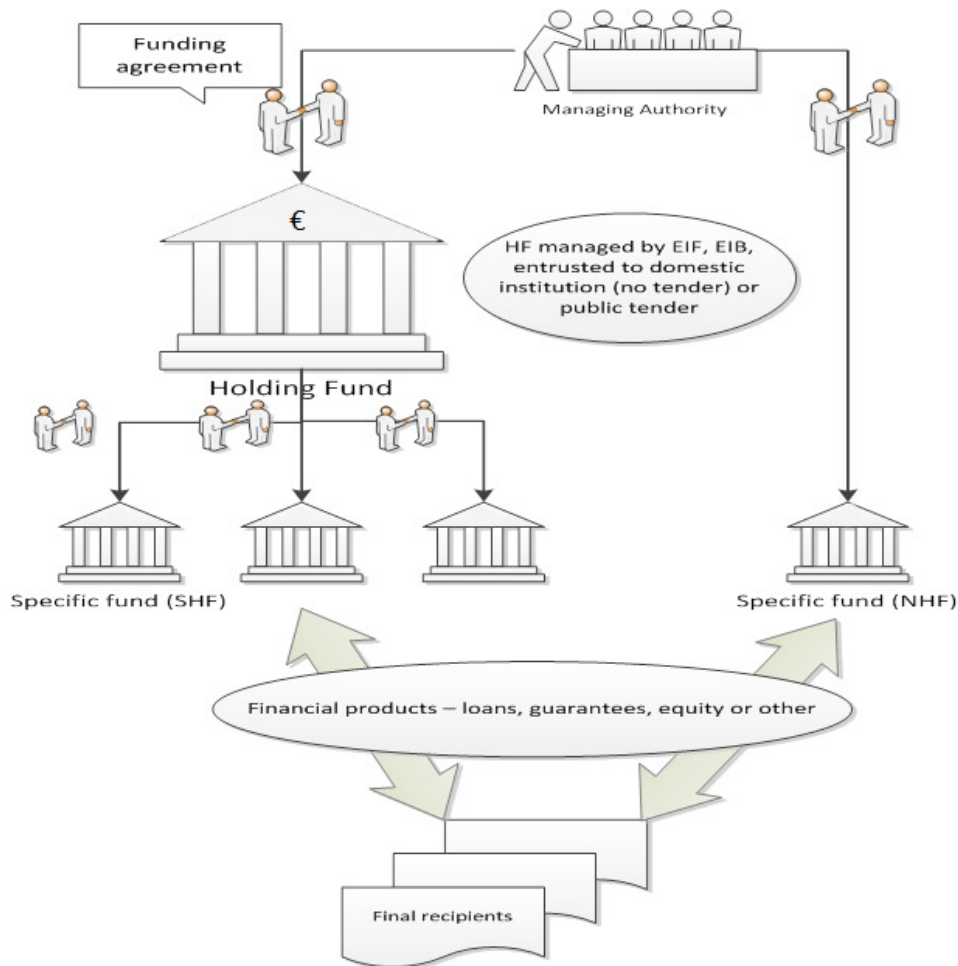 Funding
agreement
Managing Authority
€
HF managed by EIF, EIB,
entrusted to domestic
institution (no tender) or
public tender
Holding Fund
Specific fund (SHF)
Specific fund (NHF)
Financial products – loans, guarantees, equity or other
Final recipients